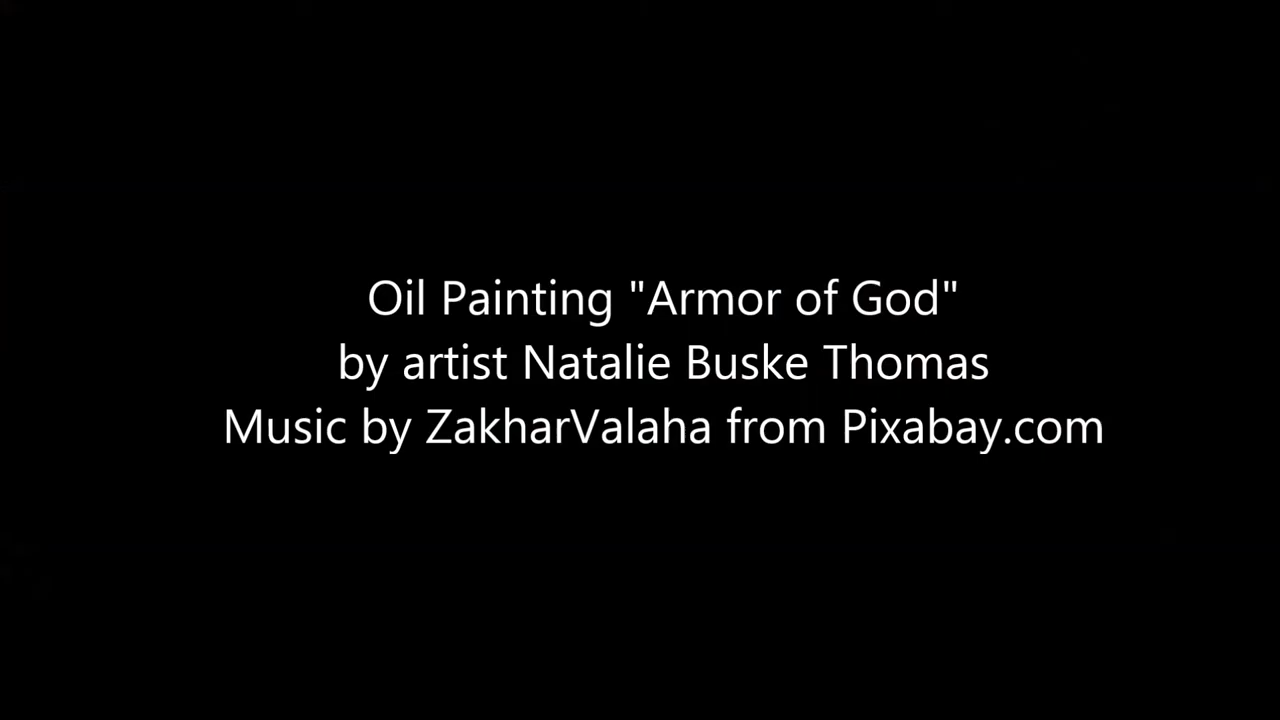 Oil Painting "Armor of God"
by artist Natalie Buske Thomas
Music by ZakharValaha from Pixabay.com